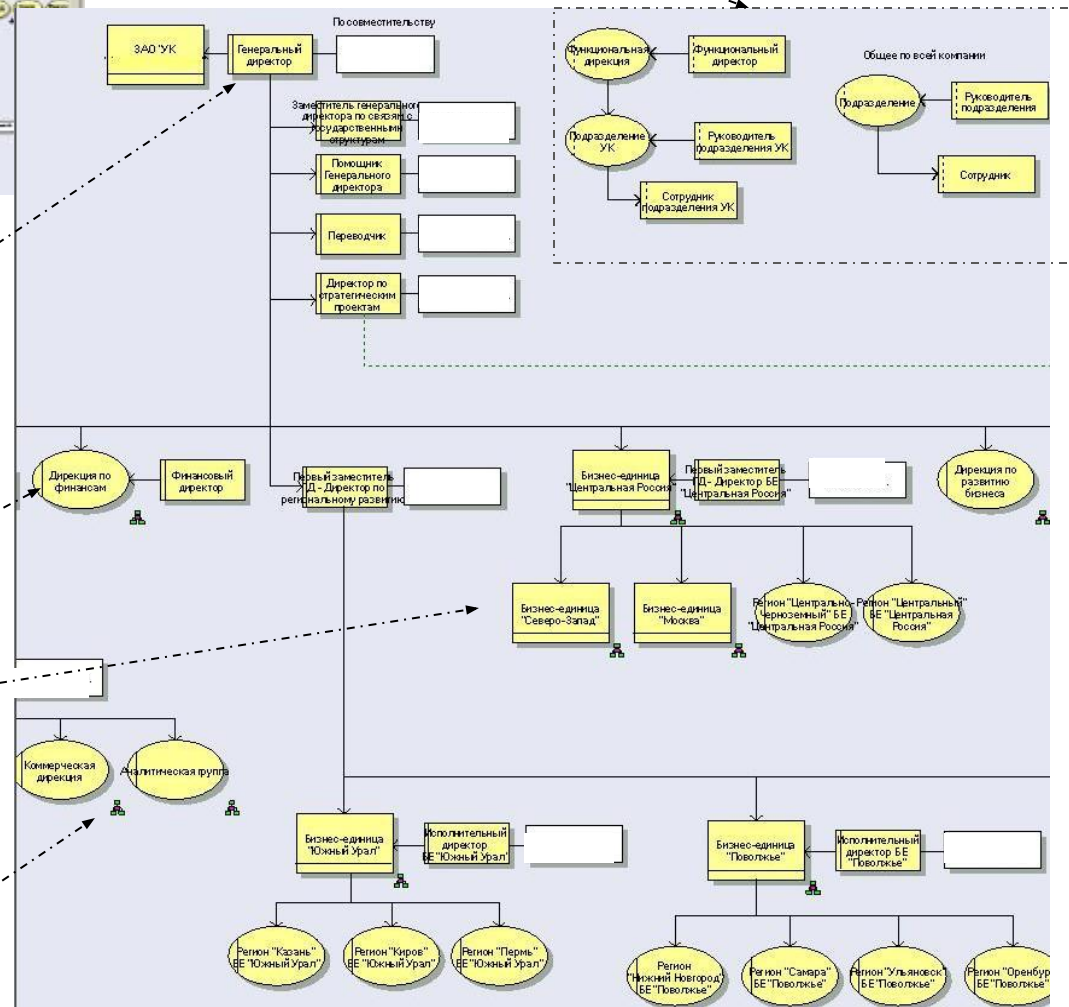 По совместительству
ЗАО "УК
Генеральный
директор
Заместитель генерального
директора по связям с
государственными
структурам
Помощник
Генерального
директора
Переводчик
Директор по
стратегическим
проектам
Функциональная
дирекция
Функциональный
директор
Подразделение
УК
Руководитель
подразделения УК
Сотрудник
подразделения УК
Общее по всей компании
Подразделение
Руководитель
подразделения
Сотрудник
Дирекция по
финансам
Финансовый
директор
Первый заместитель
ГД - Директор по
региональному развитию
Бизнес-единица
"Центральная Россия"
Первый заместитель
ГД - Директор БЕ
"Центральная Россия"
Дирекция по
развитию
бизнеса
Бизнес-единица
"Северо-Запад"
Бизнес-единица
"Москва"
Регион "Центрально-
Черноземный" БЕ
"Центральная Россия"
Регион "Центральный"
БЕ "Центральная
Россия"
Коммерческая
дирекция
Аналитическая группа
Бизнес-единица
"Южный Урал"
Исполнительный
директор
БЕ "Южный Урал"
Бизнес-единица
"Поволжье"
Исполнительный
директор БЕ
"Поволжье"
Регион "Казань"
БЕ "Южный Урал"
Регион "Киров"
БЕ "Южный Урал"
Регион "Пермь"
БЕ "Южный Урал"
Регион
"Нижний Новгород"
БЕ "Поволжье"
Регион "Самара"
БЕ "Поволжье"
Регион "Ульяновск"
БЕ "Поволжье"
Регион "Оренбур
БЕ "Поволжье"